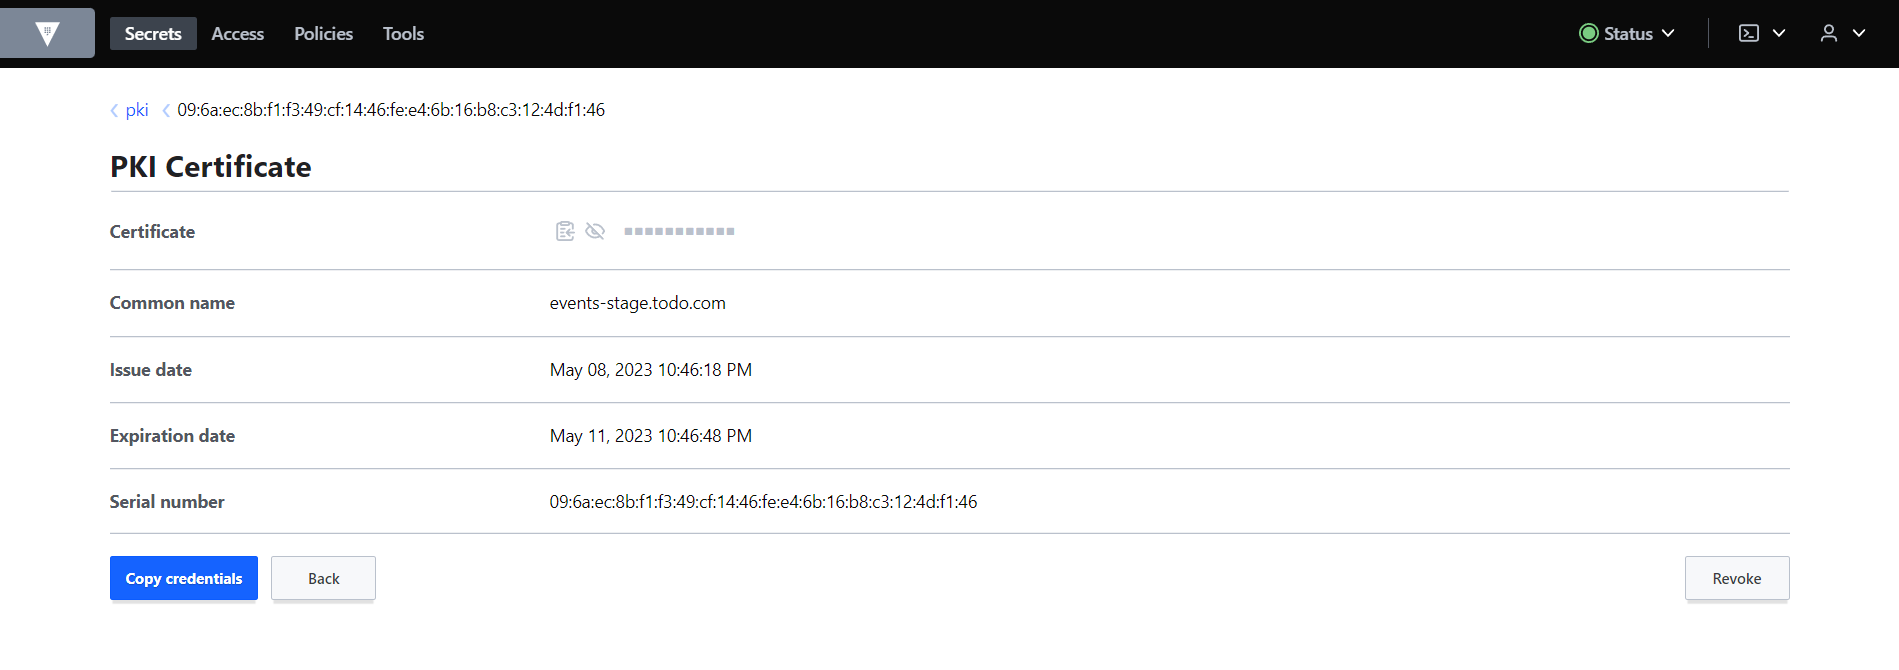 Secrets Access Policies Tools Status
pki 09:6a:ec:8b:f1:f3:49:cf:14:46:fe:e4:6b:16:b8:c3:12:4d:f1:46
PKI Certificate
Certificate
Common name events-stage.todo.com
Issue date May 08, 2023 10:46:18 PM
Expiration date May 11, 2023 10:46:48 PM
Serial number 09:6a:ec:8b:f1:f3:49:cf:14:46:fe:e4:6b:16:b8:c3:12:4d:f1:46
Copy credentials Back Revoke